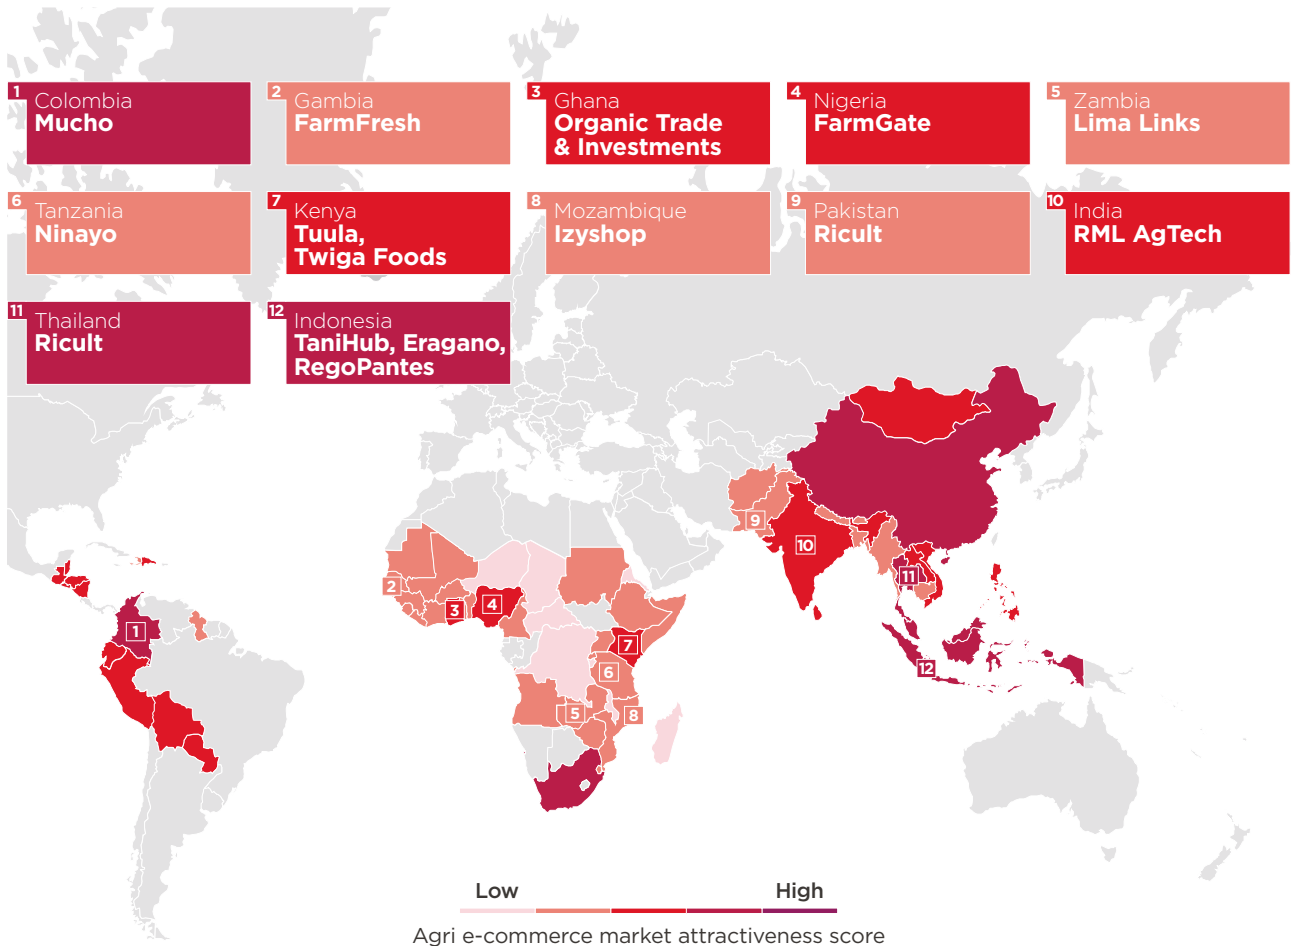 1
Colombia
Mucho
2
Gambia
FarmFresh
3
Ghana
Organic Trade
& Investments
4
Nigeria
FarmGate
5
Zambia
Lima Links
6
Tanzania
Ninayo
7
Kenya
Tuula,
Twiga Foods
8
Mozambique
Izyshop
9
Pakistan
Ricult
10
India
RML AgTech
11
Thailand
Ricult
12
Indonesia
TaniHub, Eragano,
RegoPantes
9
10
11
2
3
4
1
7
6
12
5
8
Low
High
Agri e-commerce market attractiveness score